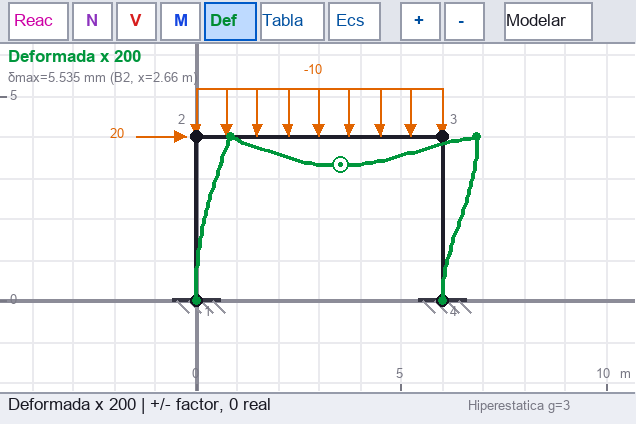 Reac N V M Def Tabla Ecs + - Modelar
Deformada x 200
δmax=5.535 mm (B2, x=2.66 m)
-10
5
2
3
20
0
1
4
0
5
10 m
Deformada x 200 | +/- factor, 0 real
Hiperestatica g=3